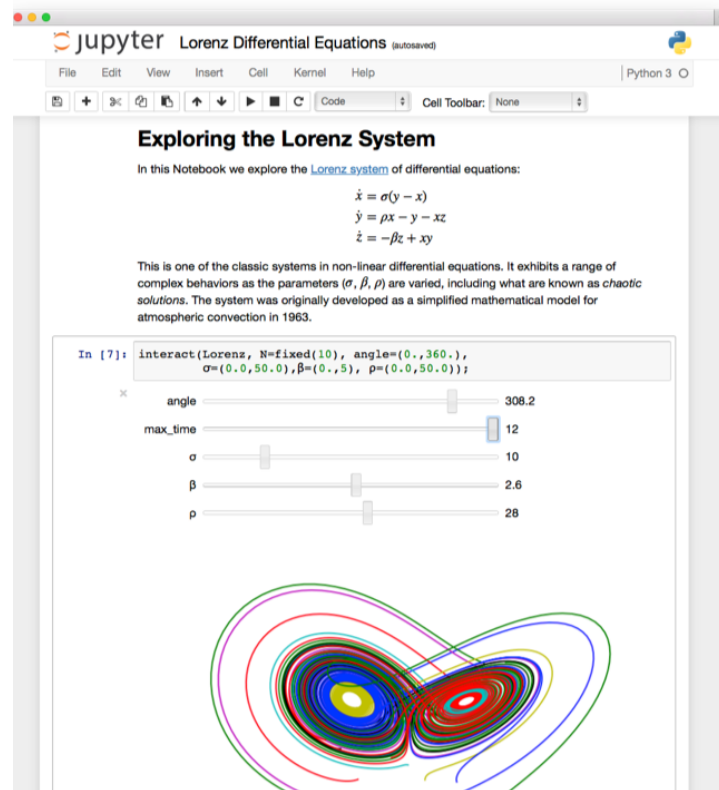 jupyter Lorenz Differential Equations (autosaved)
File Edit View Insert Cell Kernel Help Python 3
Code Cell Toolbar: None
Exploring the Lorenz System
In this Notebook we explore the Lorenz system of differential equations:
ẋ = σ(y − x)
ẏ = ρx − y − xz
ż = −βz + xy
This is one of the classic systems in non-linear differential equations. It exhibits a range of
complex behaviors as the parameters (σ, β, ρ) are varied, including what are known as chaotic
solutions. The system was originally developed as a simplified mathematical model for
atmospheric convection in 1963.
In [7]: interact(Lorenz, N=fixed(10), angle=(0.,360.),
σ=(0.0,50.0),β=(0.,5), ρ=(0.0,50.0));
angle 308.2
max_time 12
σ 10
β 2.6
ρ 28